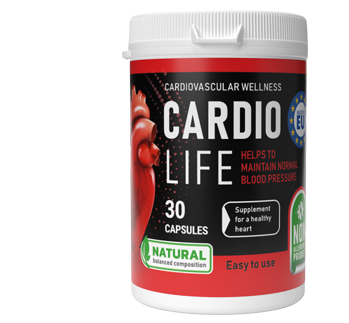 CARDIOVASCULAR WELLNESS
CARDIO
LIFE
HELPS TO
MAINTAIN NORMAL
BLOOD PRESSURE
EU
30
CAPSULES
Supplement
for a healthy
heart
NATURAL
balanced composition
Easy to use